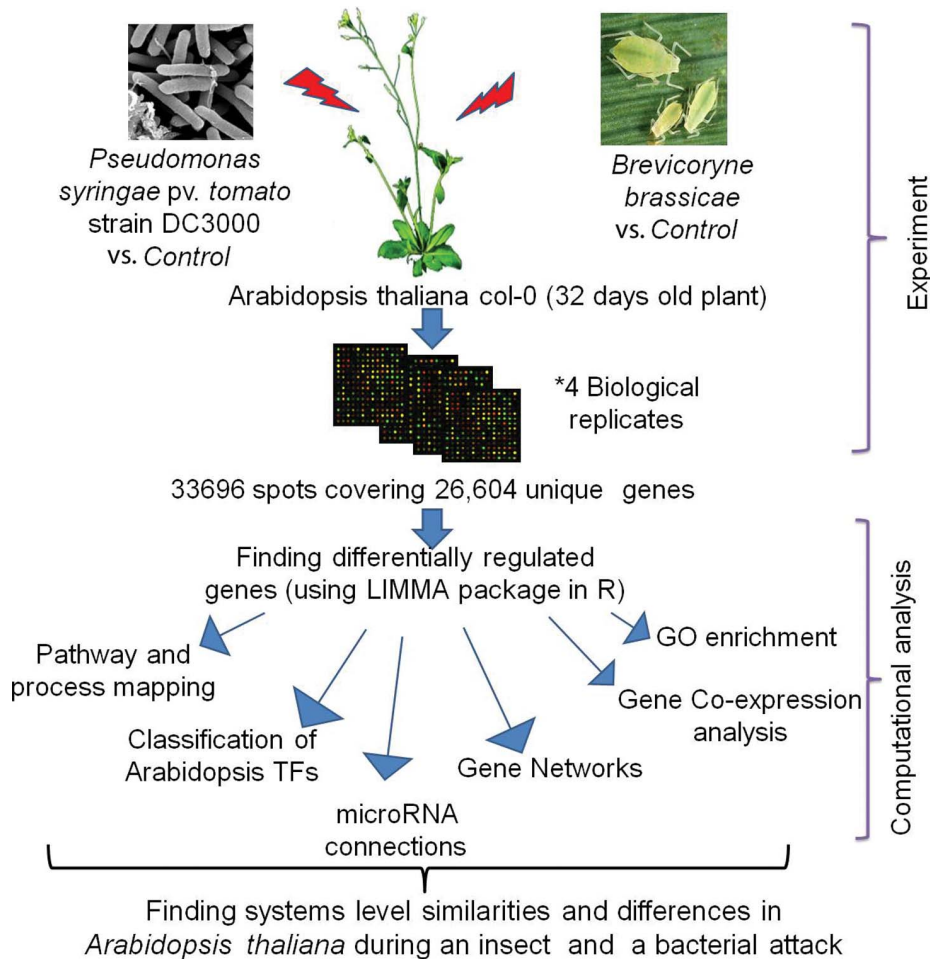 Pseudomonas
syringae pv. tomato
strain DC3000
vs. Control
Brevicoryne
brassicae
vs. Control
Arabidopsis thaliana col-0 (32 days old plant)
*4 Biological
replicates
33696 spots covering 26,604 unique genes
Experiment
Finding differentially regulated
genes (using LIMMA package in R)
Pathway and
process mapping
Classification of
Arabidopsis TFs
microRNA
connections
Gene Networks
Gene Co-expression
analysis
GO enrichment
Computational analysis
Finding systems level similarities and differences in
Arabidopsis thaliana during an insect and a bacterial attack